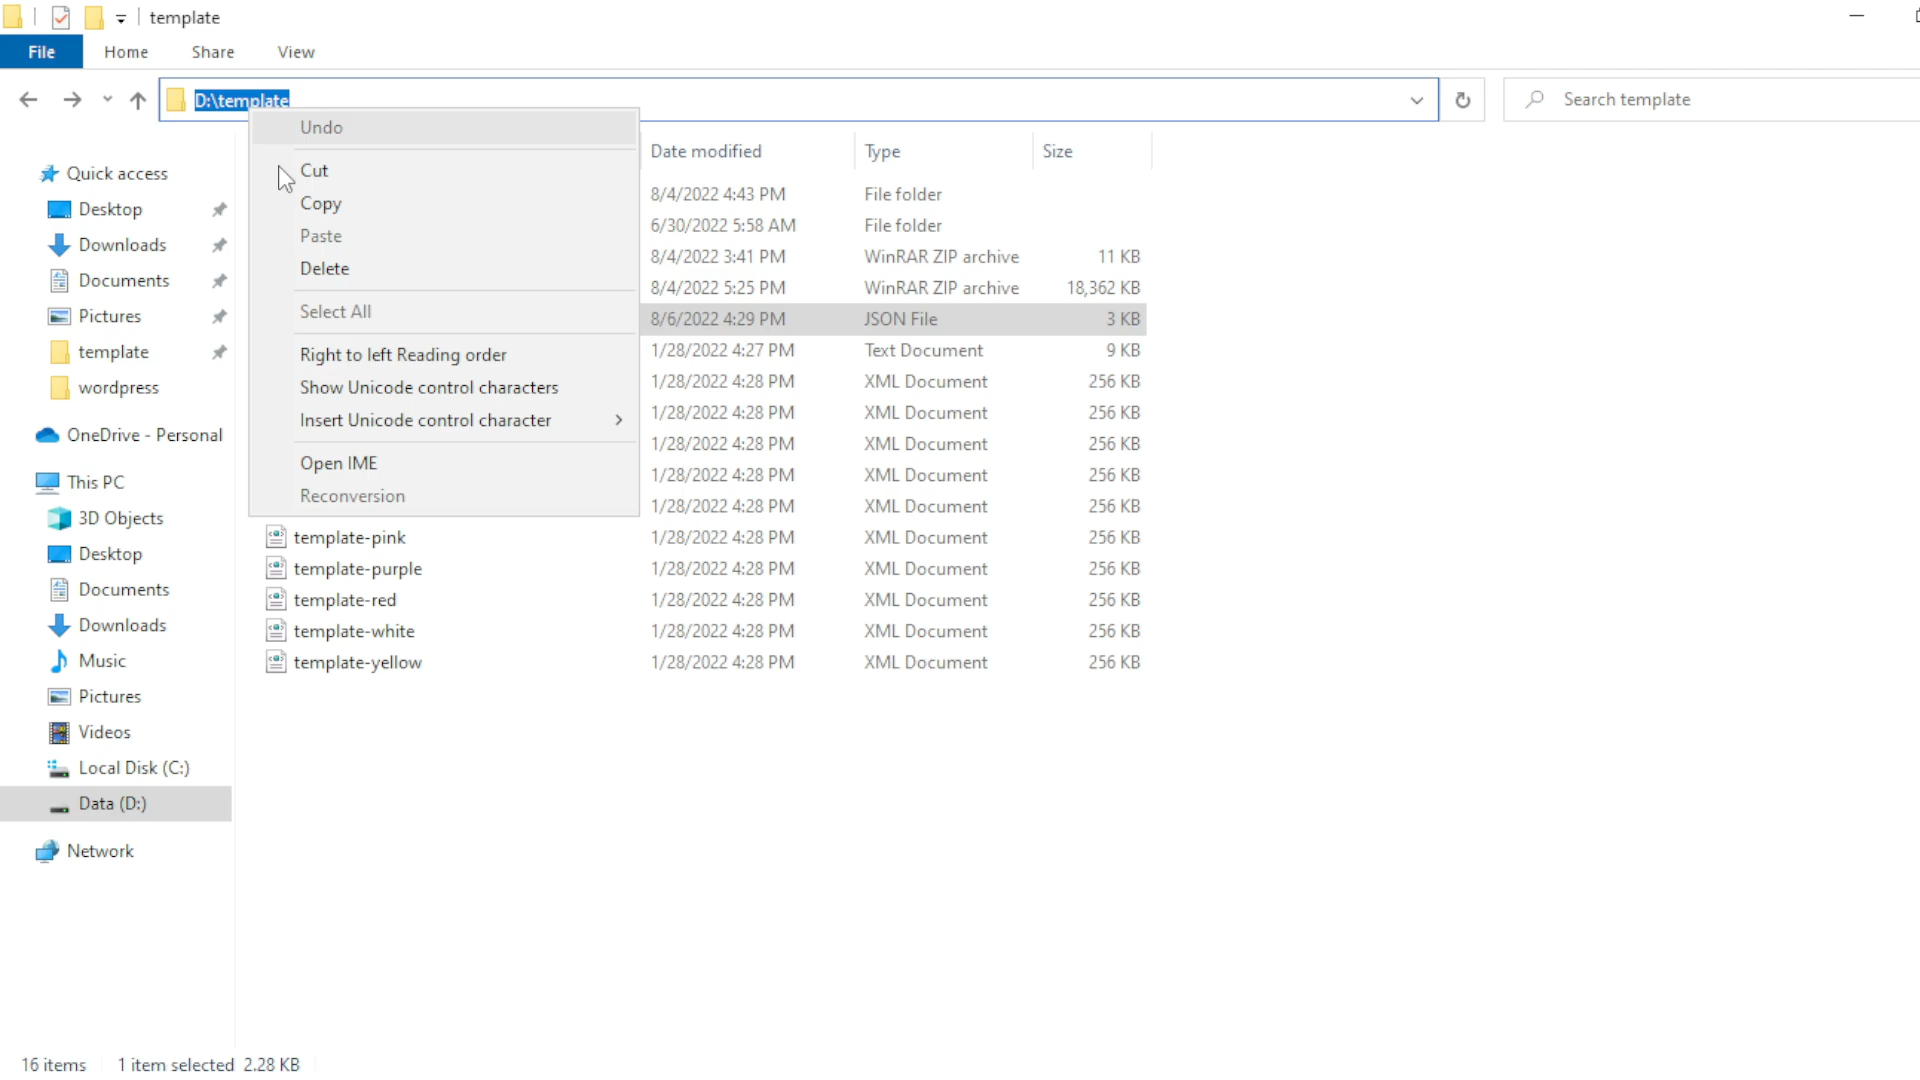 template
File Home Share View
D:\template Search template
Undo
Cut
Copy
Paste
Delete
Select All
Right to left Reading order
Show Unicode control characters
Insert Unicode control character
Open IME
Reconversion
Quick access
Desktop
Downloads
Documents
Pictures
template
wordpress
OneDrive - Personal
This PC
3D Objects
Desktop
Documents
Downloads
Music
Pictures
Videos
Local Disk (C:)
Data (D:)
Network
Date modified Type Size
8/4/2022 4:43 PM File folder
6/30/2022 5:58 AM File folder
8/4/2022 3:41 PM WinRAR ZIP archive 11 KB
8/4/2022 5:25 PM WinRAR ZIP archive 18,362 KB
8/6/2022 4:29 PM JSON File 3 KB
1/28/2022 4:27 PM Text Document 9 KB
1/28/2022 4:28 PM XML Document 256 KB
1/28/2022 4:28 PM XML Document 256 KB
1/28/2022 4:28 PM XML Document 256 KB
1/28/2022 4:28 PM XML Document 256 KB
1/28/2022 4:28 PM XML Document 256 KB
template-pink 1/28/2022 4:28 PM XML Document 256 KB
template-purple 1/28/2022 4:28 PM XML Document 256 KB
template-red 1/28/2022 4:28 PM XML Document 256 KB
template-white 1/28/2022 4:28 PM XML Document 256 KB
template-yellow 1/28/2022 4:28 PM XML Document 256 KB
16 items 1 item selected 2.28 KB